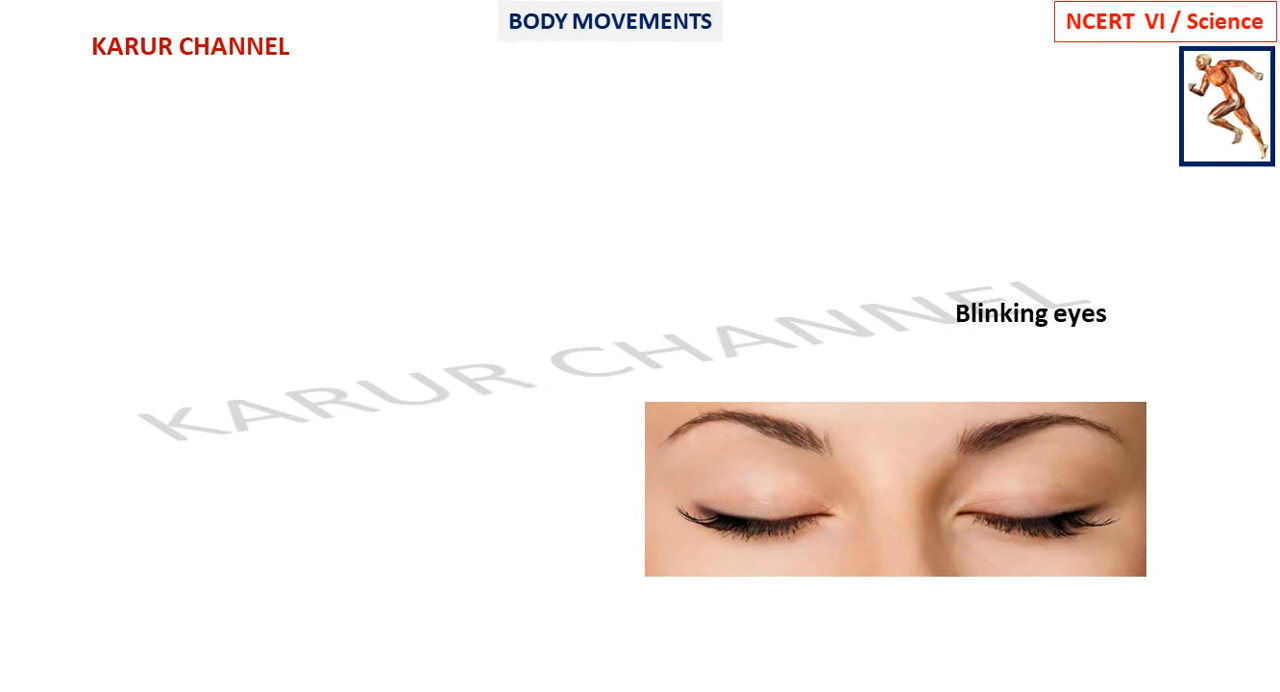 BODY MOVEMENTS
NCERT VI / Science
KARUR CHANNEL
Blinking eyes
KARUR CHANNEL